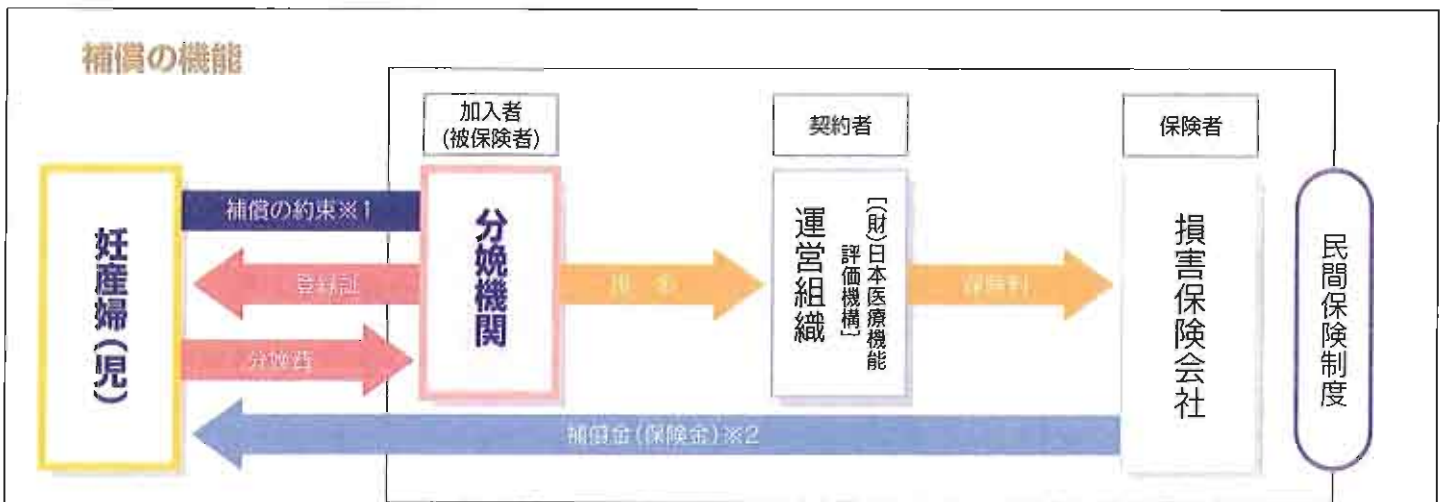 補償の機能
加入者
(被保険者)
契約者
保険者
妊産婦(児)
補償の約束※1
登録証
分娩費
分娩機関
運営組織
[(財)日本医療機能
評価機構]
保険料
損害保険会社
民間保険制度
補償金(保険金)※2